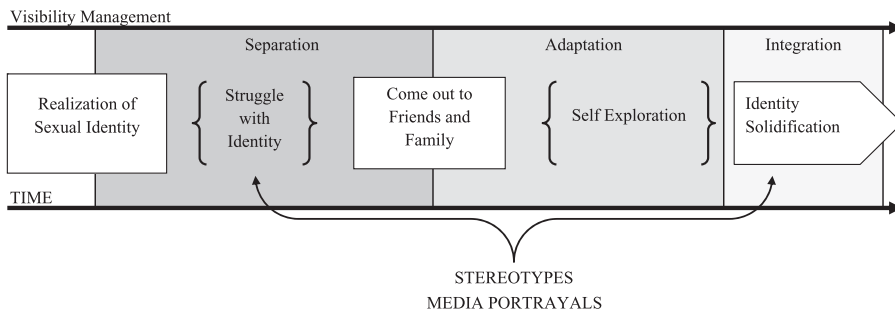 Visibility Management
Separation
Adaptation
Integration
Realization of
Sexual Identity
Struggle
with
Identity
Come out to
Friends and
Family
Self Exploration
Identity
Solidification
TIME
STEREOTYPES
MEDIA PORTRAYALS